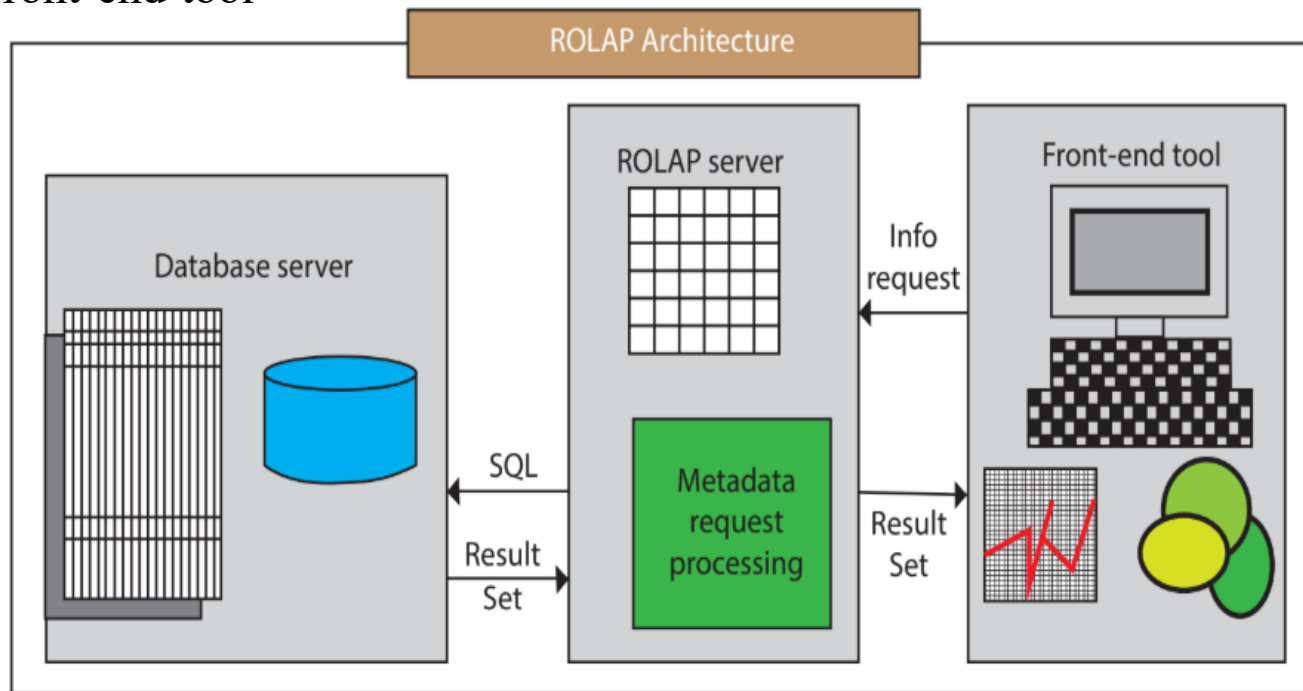 ROLAP Architecture
Database server
SQL
Result
Set
ROLAP server
Metadata
request
processing
Info
request
Result
Set
Front-end tool